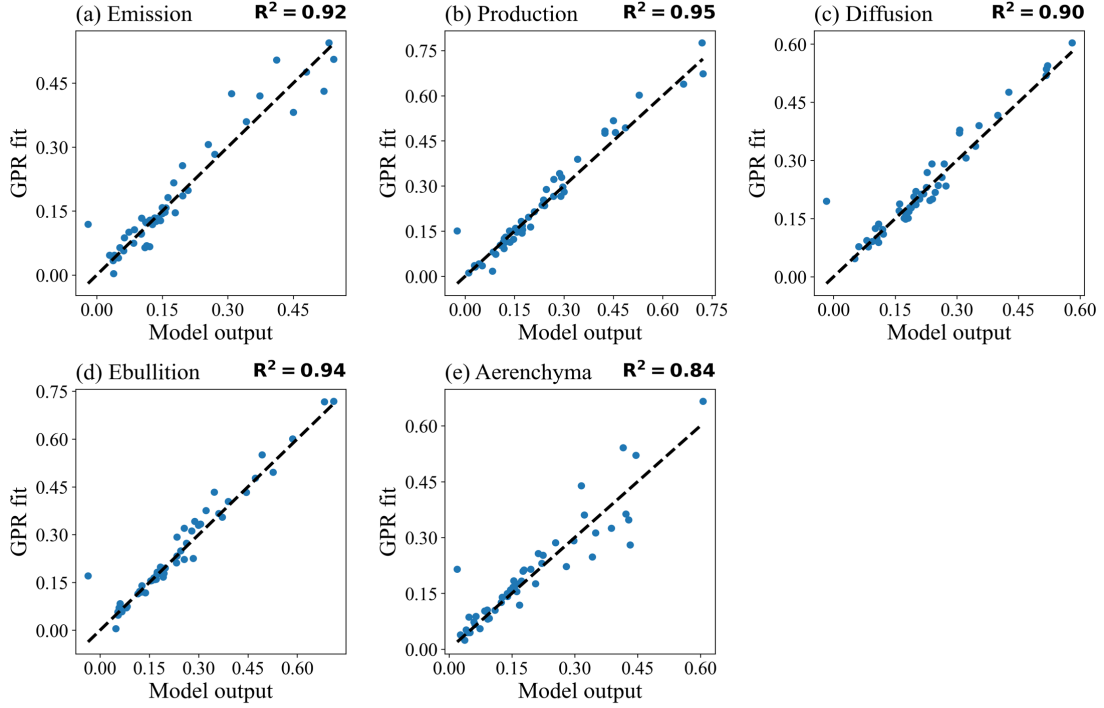 (a) Emission R² = 0.92
(b) Production R² = 0.95
(c) Diffusion R² = 0.90
GPR fit
0.45
0.30
0.15
0.00
0.00 0.15 0.30 0.45
Model output
GPR fit
0.75
0.60
0.45
0.30
0.15
0.00
0.00 0.15 0.30 0.45 0.60 0.75
Model output
GPR fit
0.60
0.45
0.30
0.15
0.00
0.00 0.15 0.30 0.45 0.60
Model output
(d) Ebullition R² = 0.94
(e) Aerenchyma R² = 0.84
GPR fit
0.75
0.60
0.45
0.30
0.15
0.00
0.00 0.15 0.30 0.45 0.60
Model output
GPR fit
0.60
0.45
0.30
0.15
0.00
0.00 0.15 0.30 0.45 0.60
Model output